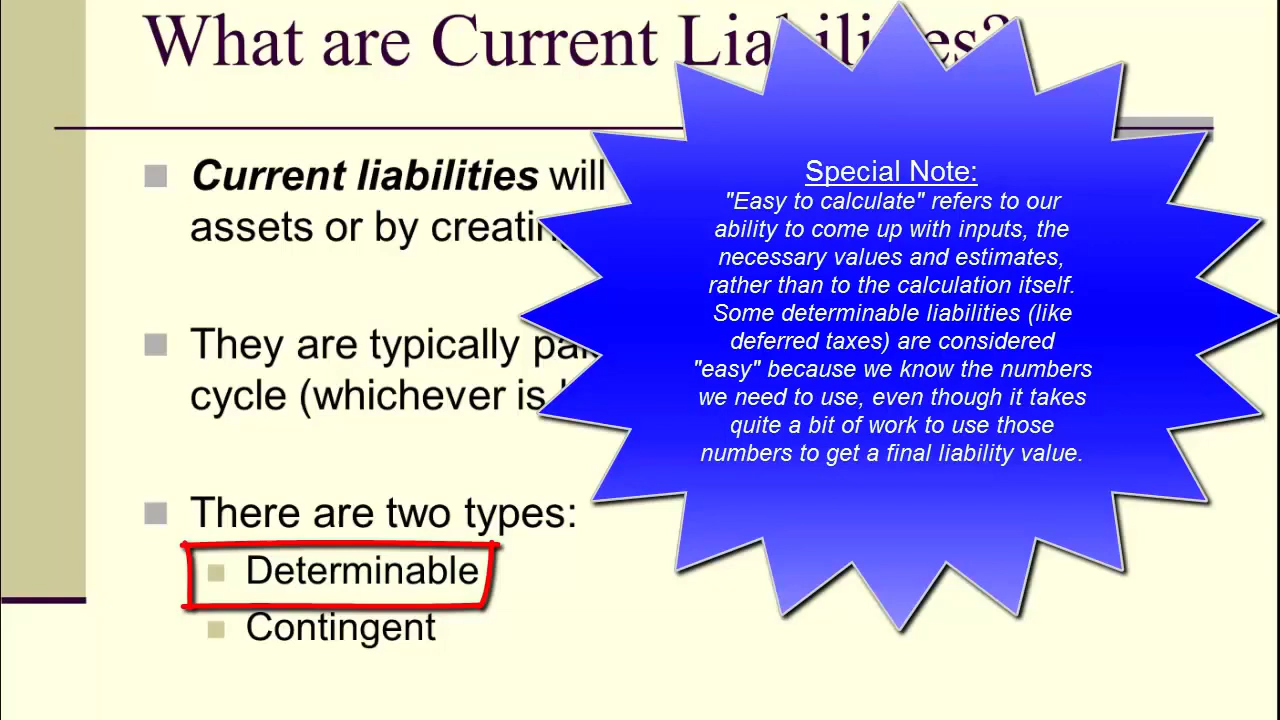 What are Current Liabilities?
Current liabilities will
assets or by creating
They are typically paid
cycle (whichever is
There are two types:
Determinable
Contingent
Special Note:
"Easy to calculate" refers to our
ability to come up with inputs, the
necessary values and estimates,
rather than to the calculation itself.
Some determinable liabilities (like
deferred taxes) are considered
"easy" because we know the numbers
we need to use, even though it takes
quite a bit of work to use those
numbers to get a final liability value.